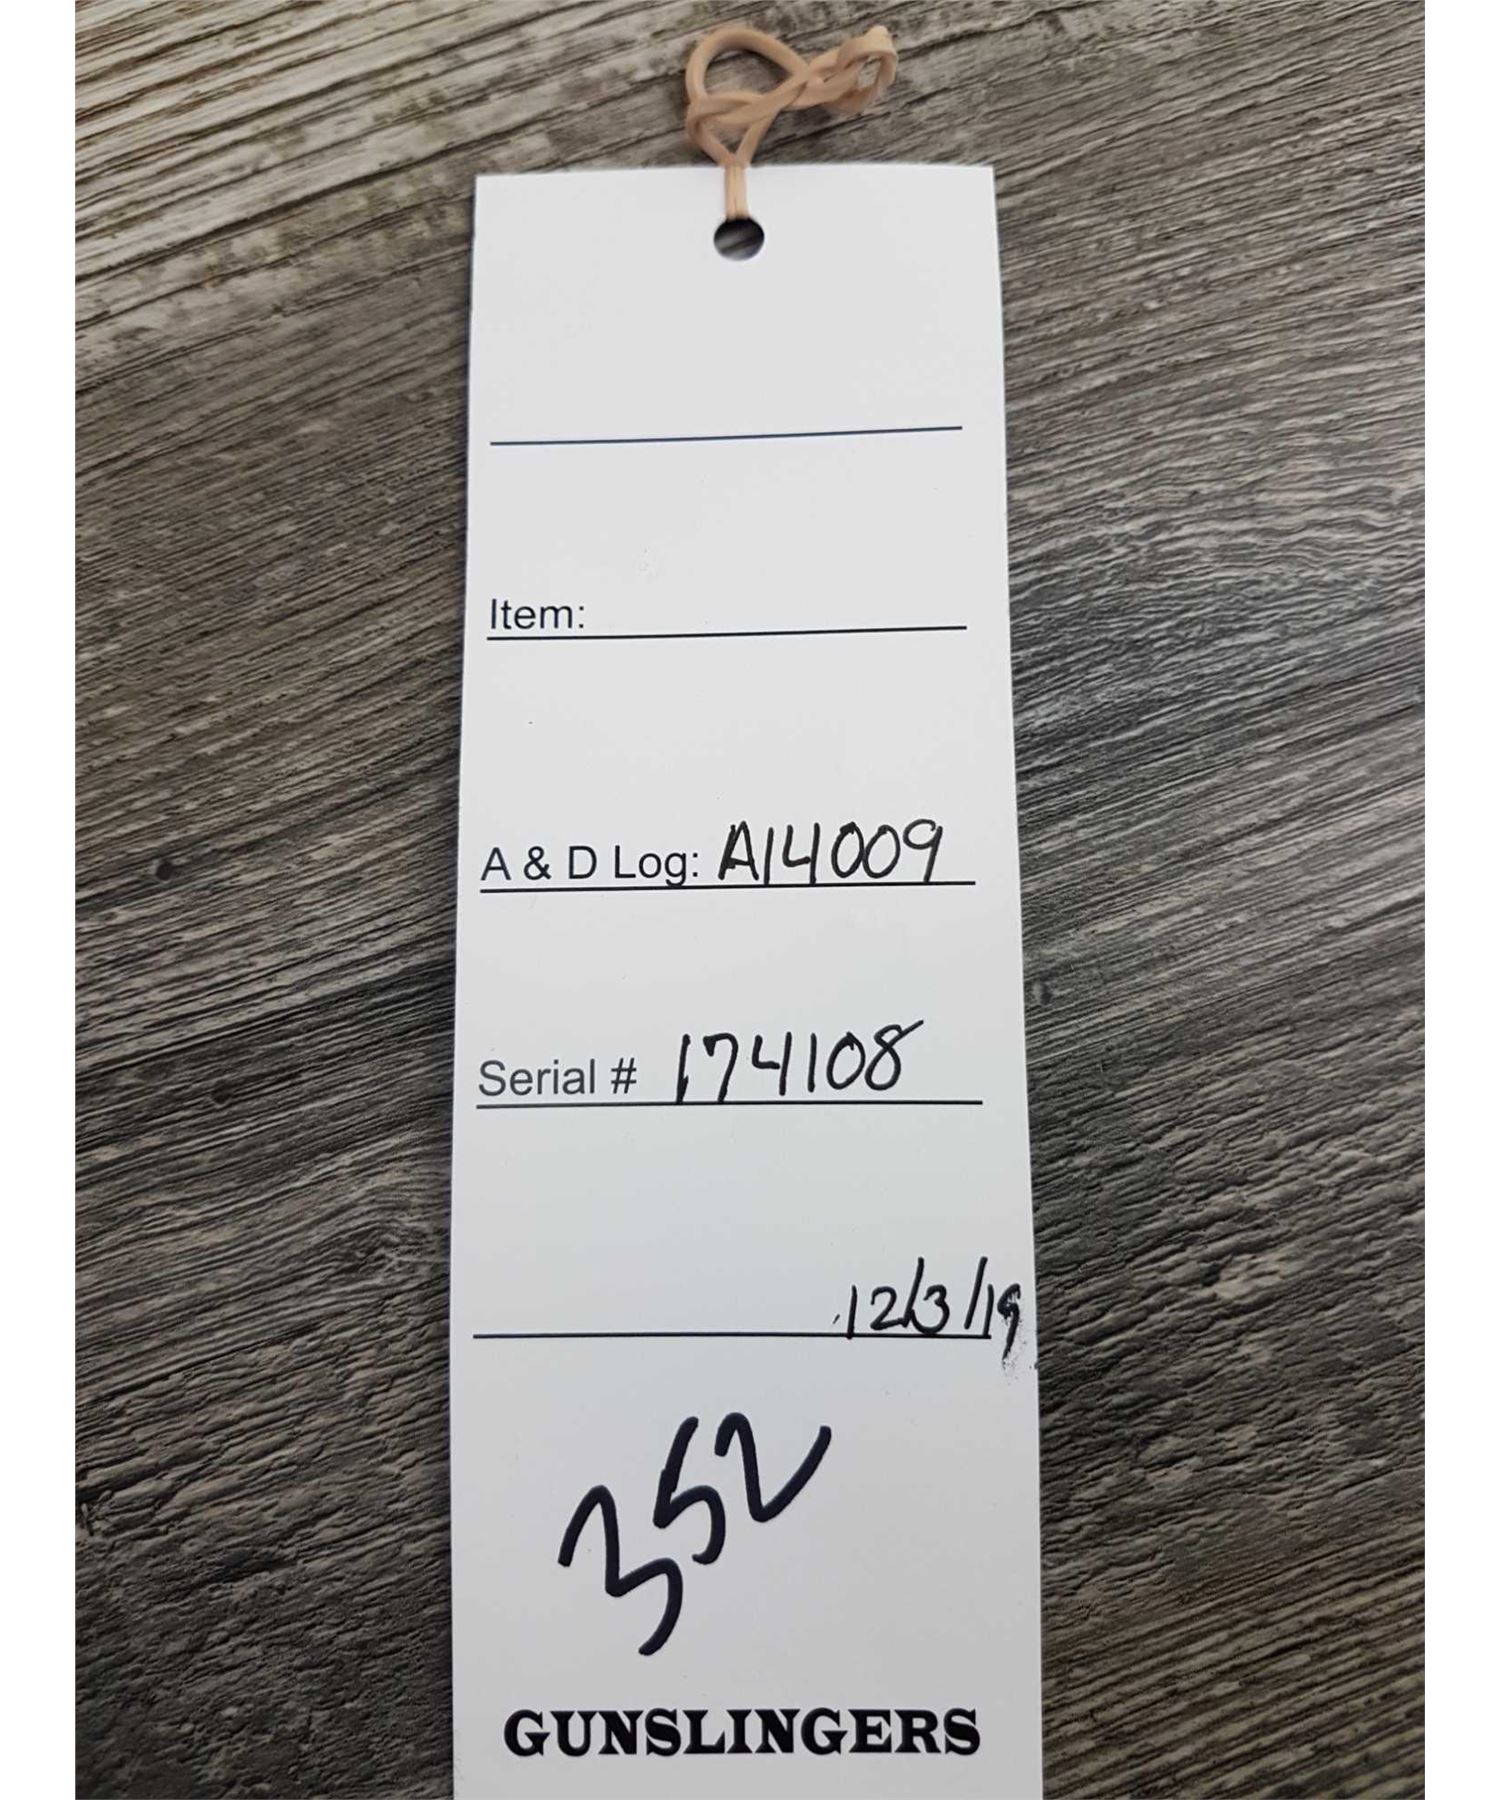 Item:
A & D Log: A14009
Serial # 174108
12/3/19
352
GUNSLINGERS